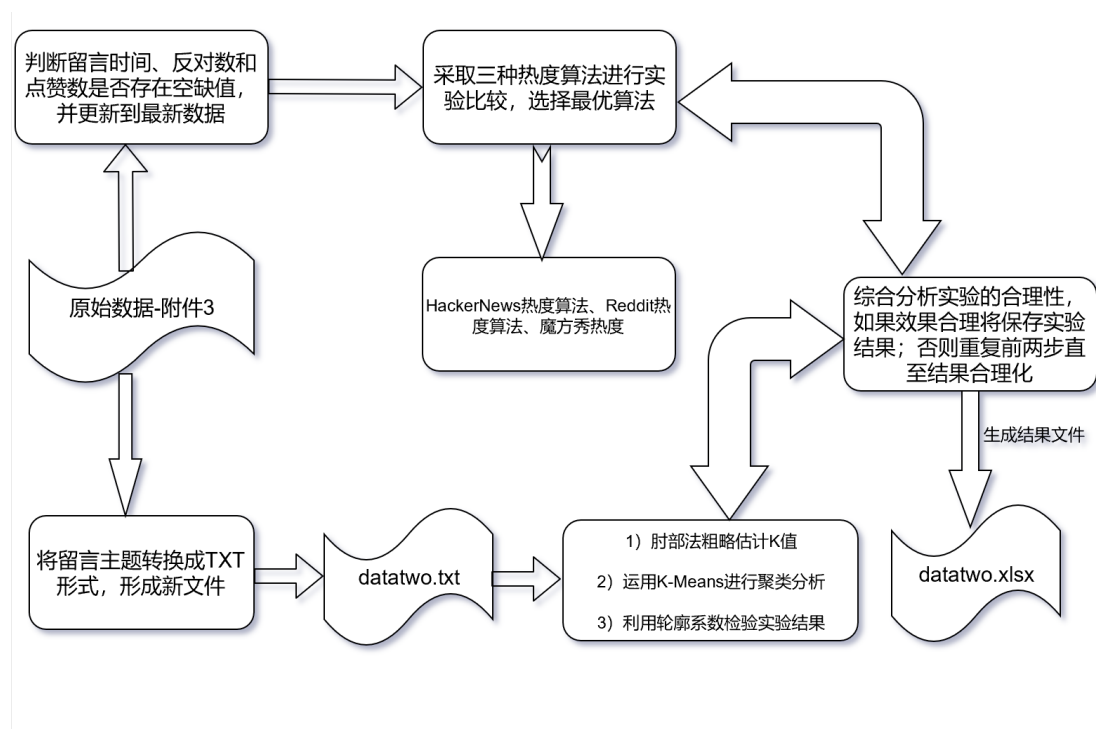 判断留言时间、反对数和
点赞数是否存在空缺值，
并更新到最新数据
采取三种热度算法进行实
验比较，选择最优算法
原始数据-附件3
HackerNews热度算法、Reddit热
度算法、魔方秀热度
综合分析实验的合理性，
如果效果合理将保存实验
结果；否则重复前两步直
至结果合理化
生成结果文件
将留言主题转换成TXT
形式，形成新文件
datatwo.txt
1）肘部法粗略估计K值
2）运用K-Means进行聚类分析
3）利用轮廓系数检验实验结果
datatwo.xlsx